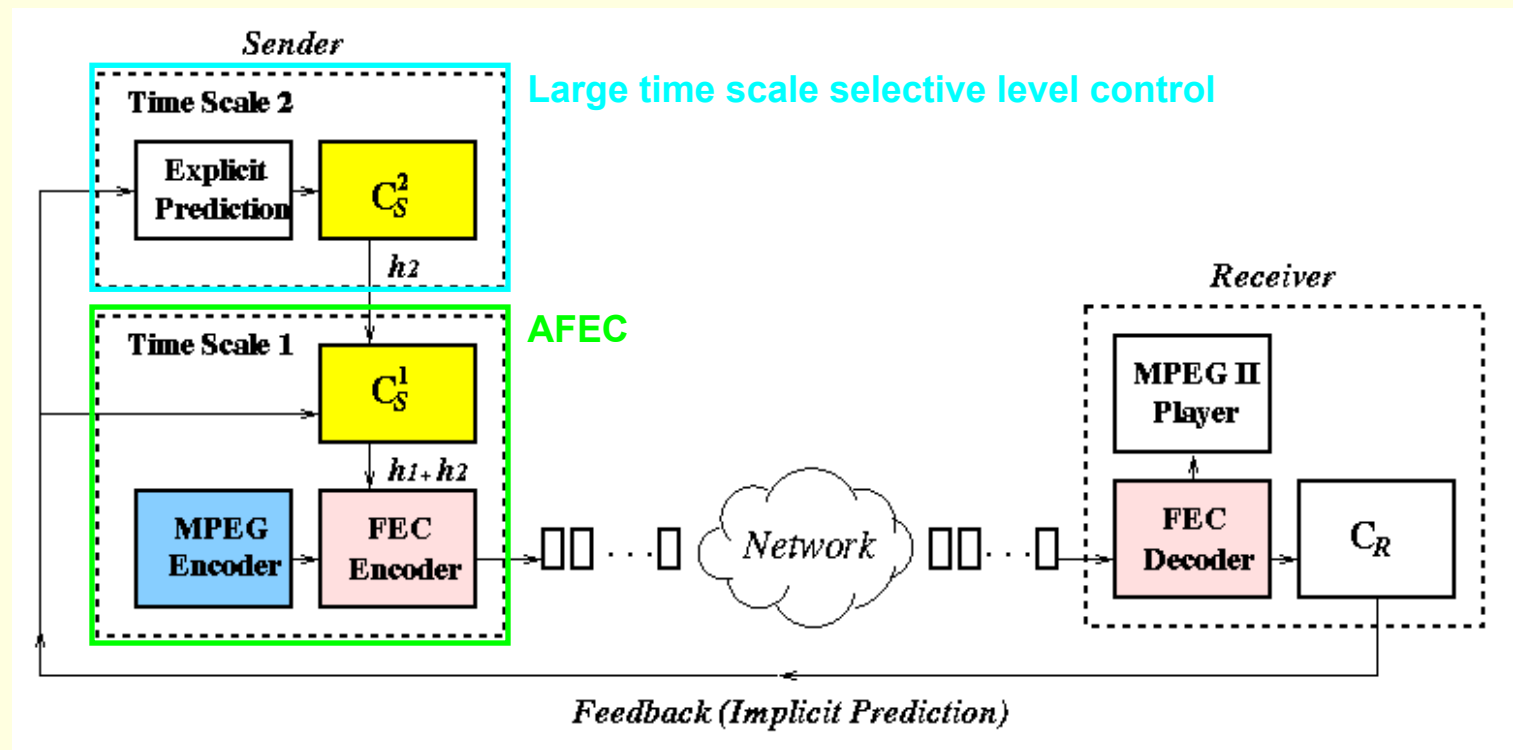 Sender
Large time scale selective level control
Time Scale 2
Explicit
Prediction
C_S^2
h2
AFEC
Time Scale 1
C_S^1
h1+h2
MPEG
Encoder
FEC
Encoder
...
Network
...
Receiver
MPEG II
Player
FEC
Decoder
C_R
Feedback (Implicit Prediction)